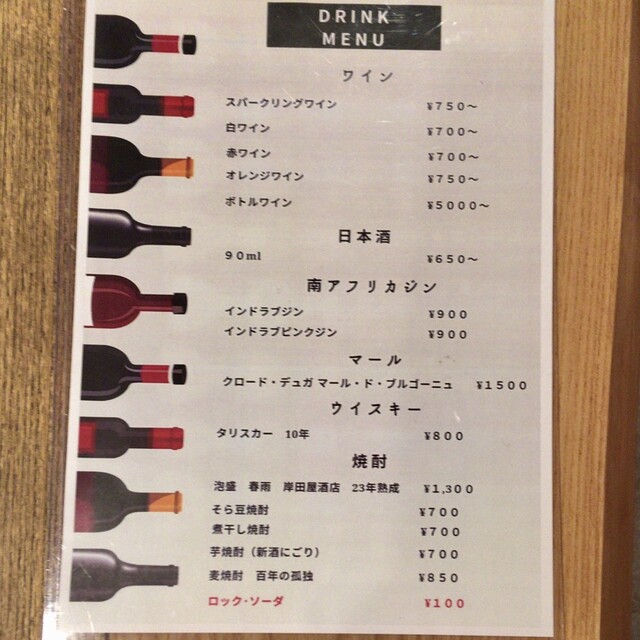 DRINK
MENU
ワイン
スパークリングワイン ¥750〜
白ワイン ¥700〜
赤ワイン ¥700〜
オレンジワイン ¥750〜
ボトルワイン ¥5000〜
日本酒
90ml ¥650〜
南アフリカジン
インドラブジン ¥900
インドラブピンクジン ¥900
マール
クロード・デュガ マール・ド・ブルゴーニュ ¥1500
ウイスキー
タリスカー 10年 ¥800
焼酎
泡盛 春雨 岸田屋酒店 23年熟成 ¥1,300
そら豆焼酎 ¥700
煮干し焼酎 ¥700
芋焼酎（新酒にごり） ¥700
麦焼酎 百年の孤独 ¥850
ロック・ソーダ ¥100